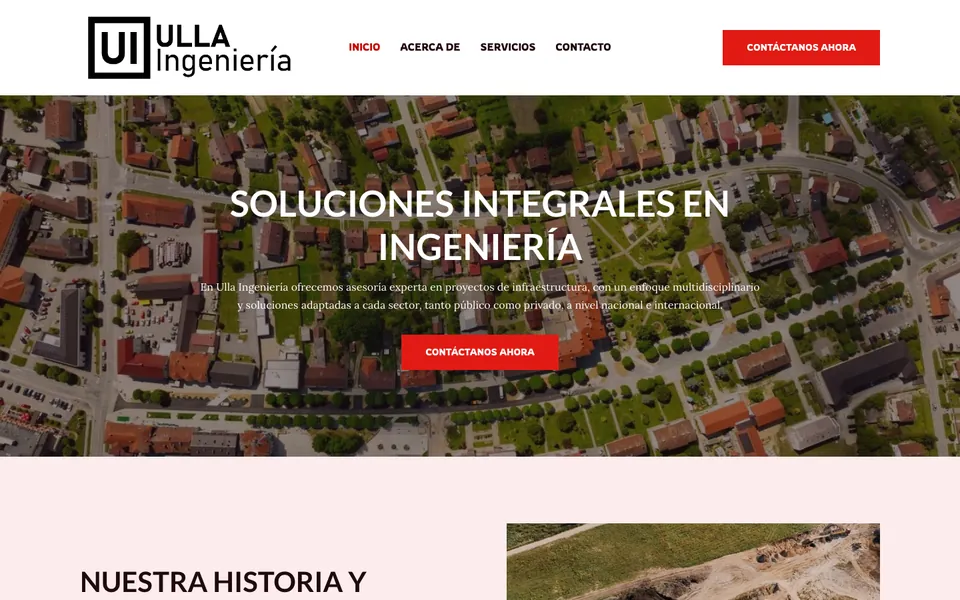 UI ULLA
Ingeniería
INICIO ACERCA DE SERVICIOS CONTACTO
CONTÁCTANOS AHORA
SOLUCIONES INTEGRALES EN
INGENIERÍA
En Ulla Ingeniería ofrecemos asesoría experta en proyectos de infraestructura, con un enfoque multidisciplinario
y soluciones adaptadas a cada sector, tanto público como privado, a nivel nacional e internacional.
CONTÁCTANOS AHORA
NUESTRA HISTORIA Y